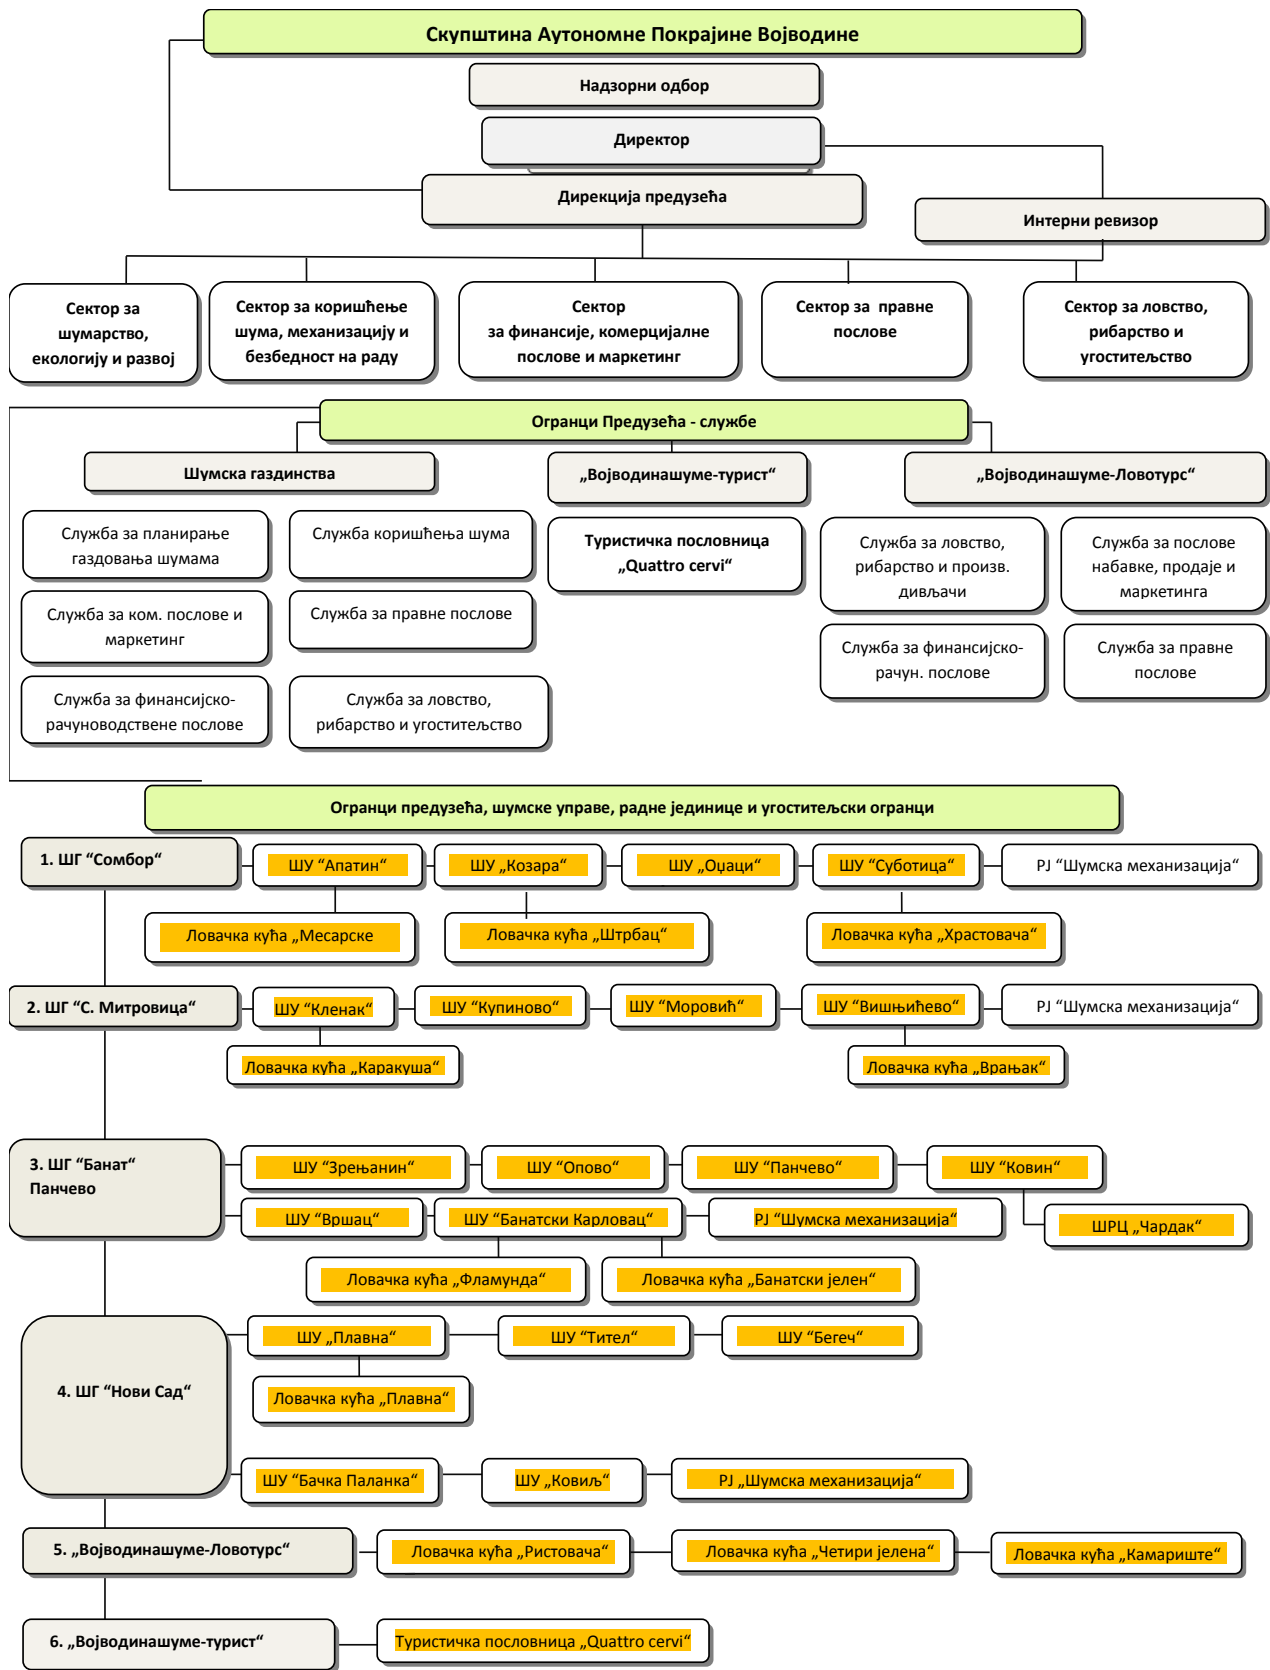 Скупштина Аутономне Покрајине Војводине
Надзорни одбор
Директор
Дирекција предузећа
Интерни ревизор
Сектор за
шумарство,
екологију и развој
Сектор за коришћење
шума, механизацију и
безбедност на раду
Сектор
за финансије, комерцијалне
послове и маркетинг
Сектор за правне
послове
Сектор за ловство,
рибарство и
угоститељство
Огранци Предузећа - службе
Шумска газдинства
„Војводинашуме-турист“
„Војводинашуме-Ловотурс“
Служба за планирање
газдовања шумама
Служба коришћења шума
Туристичка пословница
„Quattro cervi“
Служба за ловство,
рибарство и произв.
дивљачи
Служба за послове
набавке, продаје и
маркетинга
Служба за ком. послове и
маркетинг
Служба за правне послове
Служба за финансијско-
рачун. послове
Служба за правне
послове
Служба за финансијско-
рачуноводствене послове
Служба за ловство,
рибарство и угоститељство
Огранци предузећа, шумске управе, радне јединице и угоститељски огранци
1. ШГ “Сомбор“
ШУ “Апатин“
ШУ „Козара“
ШУ „Оџаци“
ШУ “Суботица“
РЈ “Шумска механизација“
Ловачка кућа „Месарске
Ловачка кућа „Штрбац“
Ловачка кућа „Храстовача“
2. ШГ “С. Митровица“
ШУ “Кленак“
ШУ “Купиново“
ШУ “Моровић“
ШУ “Вишњићево“
РЈ “Шумска механизација“
Ловачка кућа „Каракуша“
Ловачка кућа „Врањак“
3. ШГ “Банат“
Панчево
ШУ “Зрењанин“
ШУ “Опово“
ШУ “Панчево“
ШУ “Ковин“
ШУ “Вршац“
ШУ “Банатски Карловац“
РЈ “Шумска механизација“
ШРЦ „Чардак“
Ловачка кућа „Фламунда“
Ловачка кућа „Банатски јелен“
4. ШГ “Нови Сад“
ШУ „Плавна“
ШУ “Тител“
ШУ “Бегеч“
Ловачка кућа „Плавна“
ШУ “Бачка Паланка“
ШУ „Ковиљ“
РЈ „Шумска механизација“
5. „Војводинашуме-Ловотурс“
Ловачка кућа „Ристовача“
Ловачка кућа „Четири јелена“
Ловачка кућа „Камариште“
6. „Војводинашуме-турист“
Туристичка пословница „Quattro cervi“